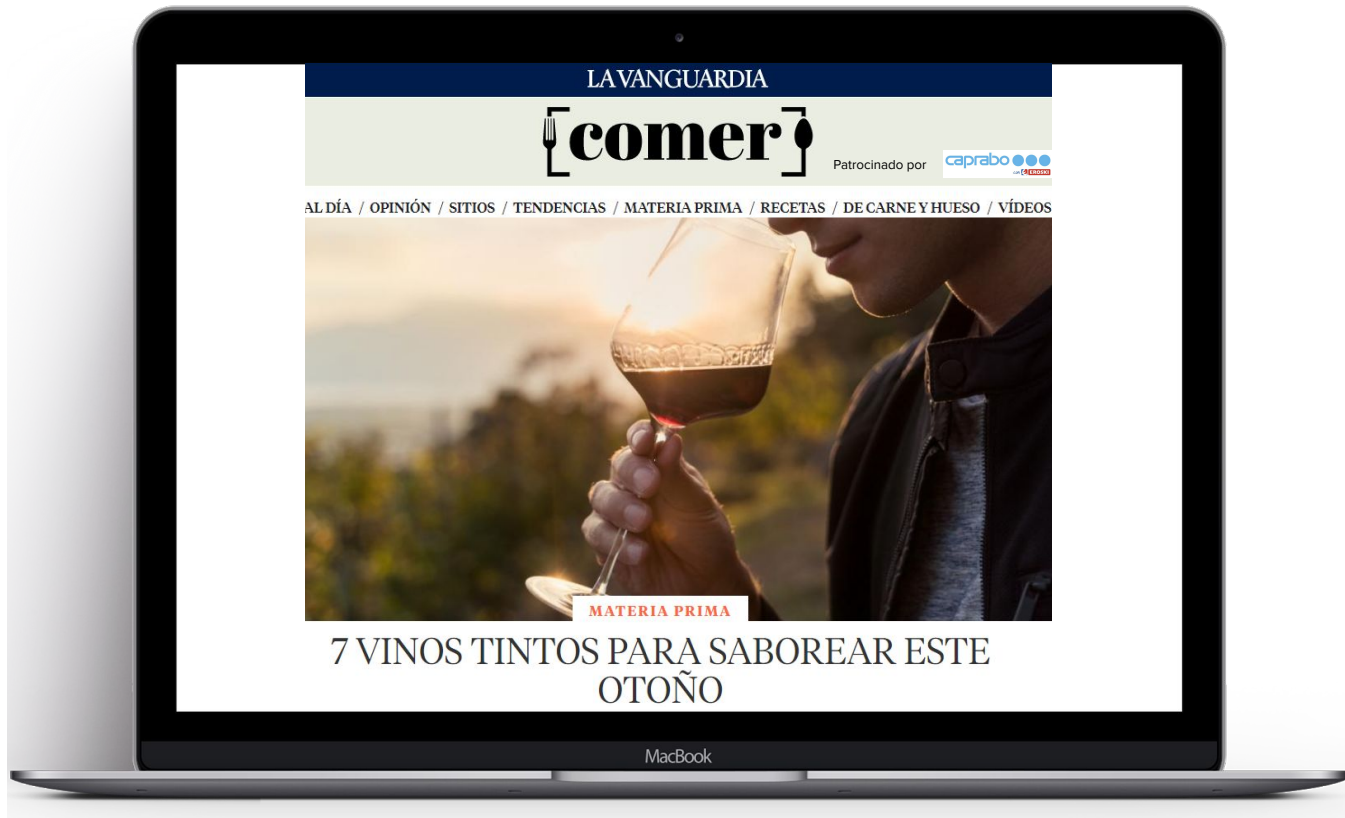 LA VANGUARDIA
comer
Patrocinado por
caprabo
EROSKI
AL DÍA / OPINIÓN / SITIOS / TENDENCIAS / MATERIA PRIMA / RECETAS / DE CARNE Y HUESO / VÍDEOS
MATERIA PRIMA
7 VINOS TINTOS PARA SABOREAR ESTE
OTOÑO
MacBook